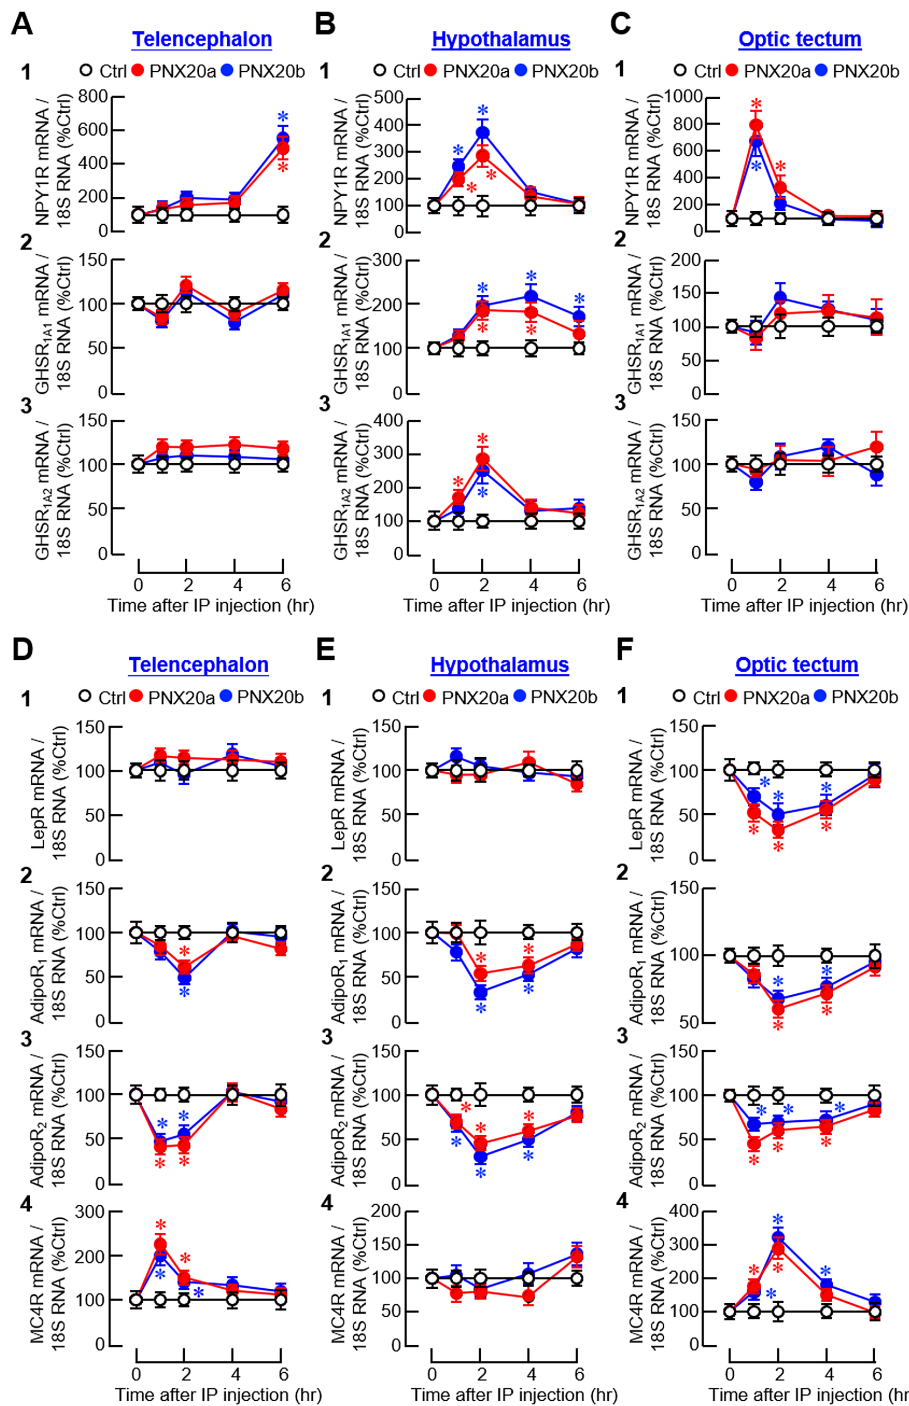 A
Telencephalon
B
Hypothalamus
C
Optic tectum
1
Ctrl PNX20a PNX20b
1
Ctrl PNX20a PNX20b
1
Ctrl PNX20a PNX20b
NPY1R mRNA /
18S RNA (%Ctrl)
800
600
400
200
0
NPY1R mRNA /
18S RNA (%Ctrl)
500
400
300
200
100
0
NPY1R mRNA /
18S RNA (%Ctrl)
1000
800
600
400
200
0
*
*
*
*
*
*
*
*
*
2
GHSR1A1 mRNA /
18S RNA (%Ctrl)
150
100
50
0
2
GHSR1A1 mRNA /
18S RNA (%Ctrl)
300
200
100
0
*
*
*
*
*
2
GHSR1A1 mRNA /
18S RNA (%Ctrl)
200
150
100
50
0
3
GHSR1A2 mRNA /
18S RNA (%Ctrl)
150
100
50
0
3
GHSR1A2 mRNA /
18S RNA (%Ctrl)
400
300
200
100
0
*
*
*
3
GHSR1A2 mRNA /
18S RNA (%Ctrl)
150
100
50
0
0 2 4 6
Time after IP injection (hr)
0 2 4 6
Time after IP injection (hr)
0 2 4 6
Time after IP injection (hr)
D
Telencephalon
E
Hypothalamus
F
Optic tectum
1
Ctrl PNX20a PNX20b
1
Ctrl PNX20a PNX20b
1
Ctrl PNX20a PNX20b
LepR mRNA /
18S RNA (%Ctrl)
150
100
50
0
LepR mRNA /
18S RNA (%Ctrl)
150
100
50
0
LepR mRNA /
18S RNA (%Ctrl)
150
100
50
0
*
*
*
*
*
*
2
AdipoR1 mRNA /
18S RNA (%Ctrl)
150
100
50
0
*
*
2
AdipoR1 mRNA /
18S RNA (%Ctrl)
150
100
50
0
*
*
*
*
2
AdipoR1 mRNA /
18S RNA (%Ctrl)
150
100
50
*
*
*
*
3
AdipoR2 mRNA /
18S RNA (%Ctrl)
150
100
50
0
*
*
*
*
3
AdipoR2 mRNA /
18S RNA (%Ctrl)
150
100
50
0
*
*
*
*
*
*
3
AdipoR2 mRNA /
18S RNA (%Ctrl)
150
100
50
0
*
*
*
*
*
*
4
MC4R mRNA /
18S RNA (%Ctrl)
300
200
100
0
*
*
*
*
4
MC4R mRNA /
18S RNA (%Ctrl)
200
150
100
50
0
4
MC4R mRNA /
18S RNA (%Ctrl)
400
300
200
100
0
*
*
*
*
*
0 2 4 6
Time after IP injection (hr)
0 2 4 6
Time after IP injection (hr)
0 2 4 6
Time after IP injection (hr)